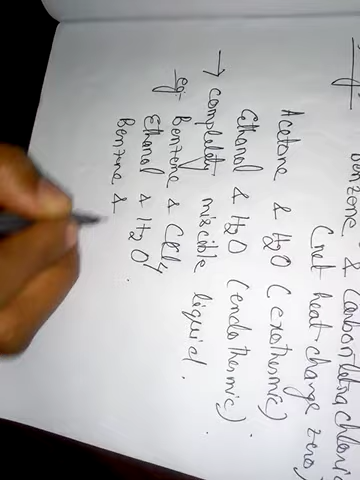 Benzene & Carbontetrachlori
(net heat change zero)
Acetone & H2O (exothermic)
Ethanol & H2O (endothermic).
→ completely miscible liquid.
eg- Benzene & CCl4
Ethanol & H2O.
Benzene &